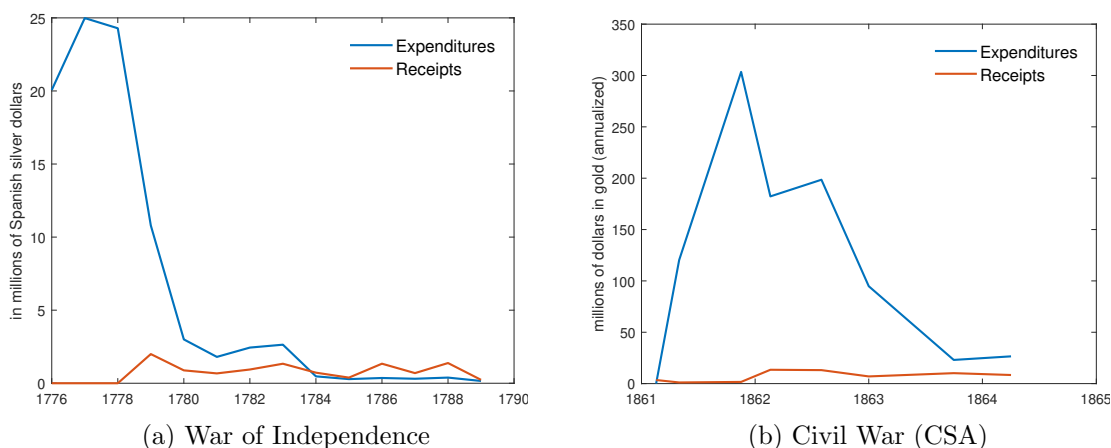 in millions of Spanish silver dollars
25
20
15
10
5
0
1776 1778 1780 1782 1784 1786 1788 1790
Expenditures
Receipts
(a) War of Independence
millions of dollars in gold (annualized)
350
300
250
200
150
100
50
0
1861 1862 1863 1864 1865
Expenditures
Receipts
(b) Civil War (CSA)